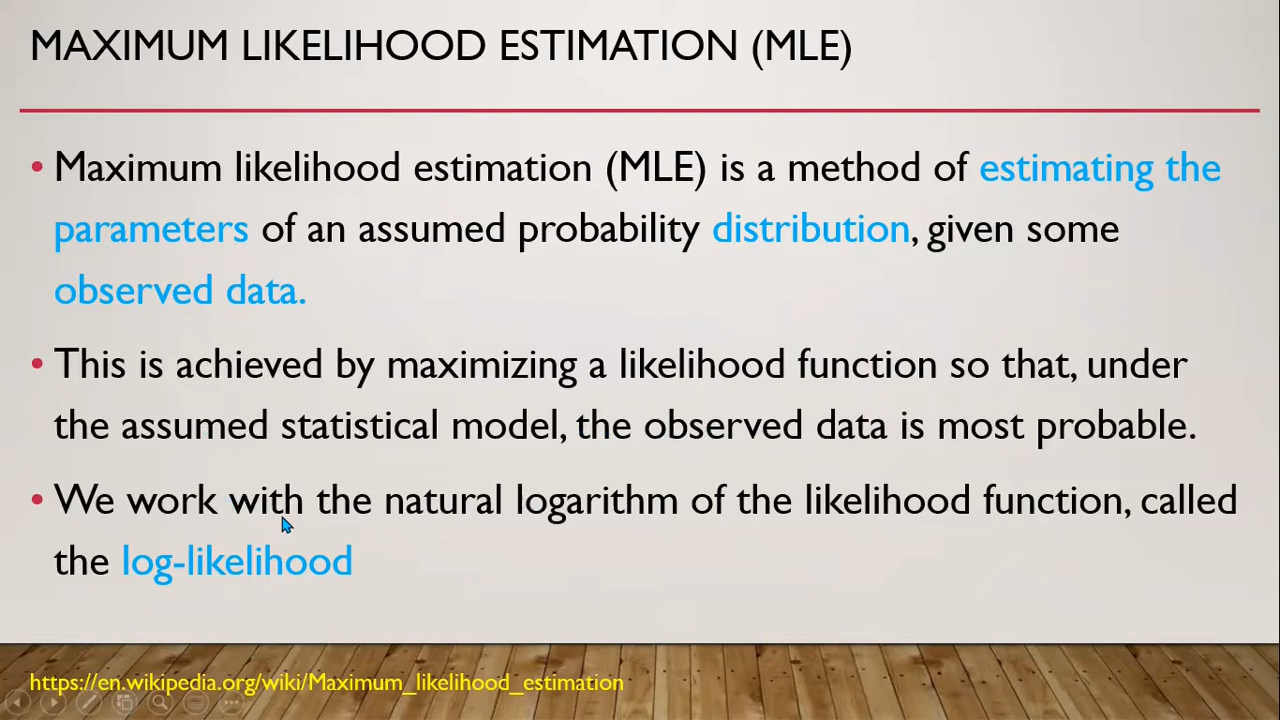 MAXIMUM LIKELIHOOD ESTIMATION (MLE)
• Maximum likelihood estimation (MLE) is a method of estimating the
parameters of an assumed probability distribution, given some
observed data.
• This is achieved by maximizing a likelihood function so that, under
the assumed statistical model, the observed data is most probable.
• We work with the natural logarithm of the likelihood function, called
the log-likelihood
https://en.wikipedia.org/wiki/Maximum_likelihood_estimation